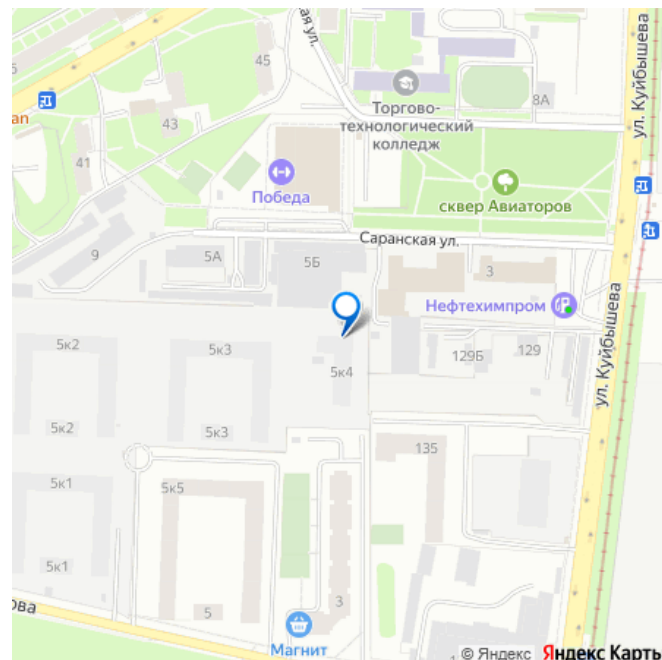 ая ул.
45
8А
ул. Куйбышева
an
43
Торгово-
технологический
колледж
41
Победа
сквер Авиаторов
Саранская ул.
9
5А
5Б
3
Нефтехимпром
5к2
5к3
129Б
129
ул. Куйбышева
5к4
5к2
5к3
135
5к1
5к5
5к1
ова
5
3
Магнит
© Яндекс Яндекс Карты